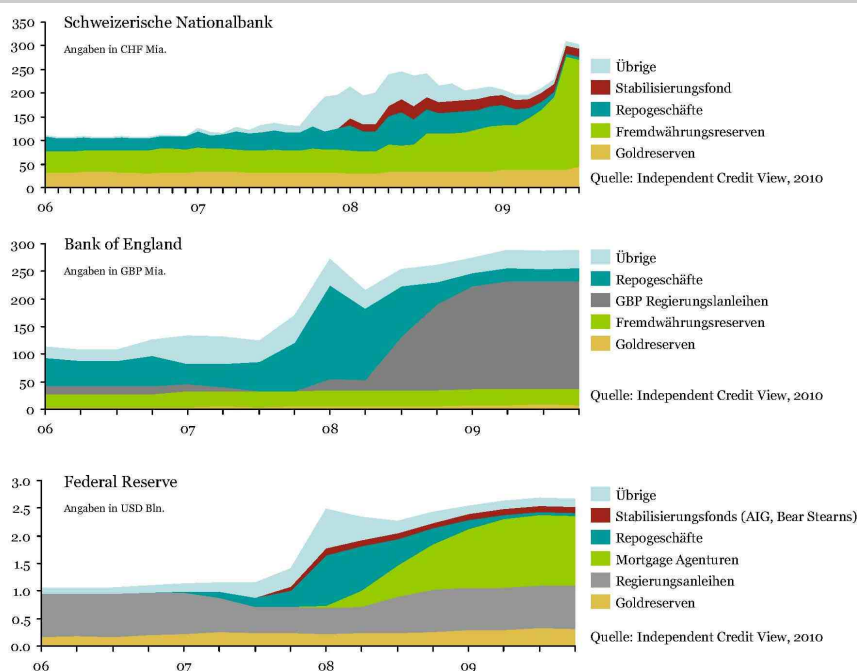 Schweizerische Nationalbank
Angaben in CHF Mia.
350
300
250
200
150
100
50
0
06
07
08
09
Übrige
Stabilisierungsfond
Repogeschäfte
Fremdwährungsreserven
Goldreserven
Quelle: Independent Credit View, 2010
Bank of England
Angaben in GBP Mia.
300
250
200
150
100
50
0
06
07
08
09
Übrige
Repogeschäfte
GBP Regierungslanleihen
Fremdwährungsreserven
Goldreserven
Quelle: Independent Credit View, 2010
Federal Reserve
Angaben in USD Bln.
3.0
2.5
2.0
1.5
1.0
0.5
0.0
06
07
08
09
Übrige
Stabilisierungsfonds (AIG, Bear Stearns)
Repogeschäfte
Mortgage Agenturen
Regierungsanleihen
Goldreserven
Quelle: Independent Credit View, 2010